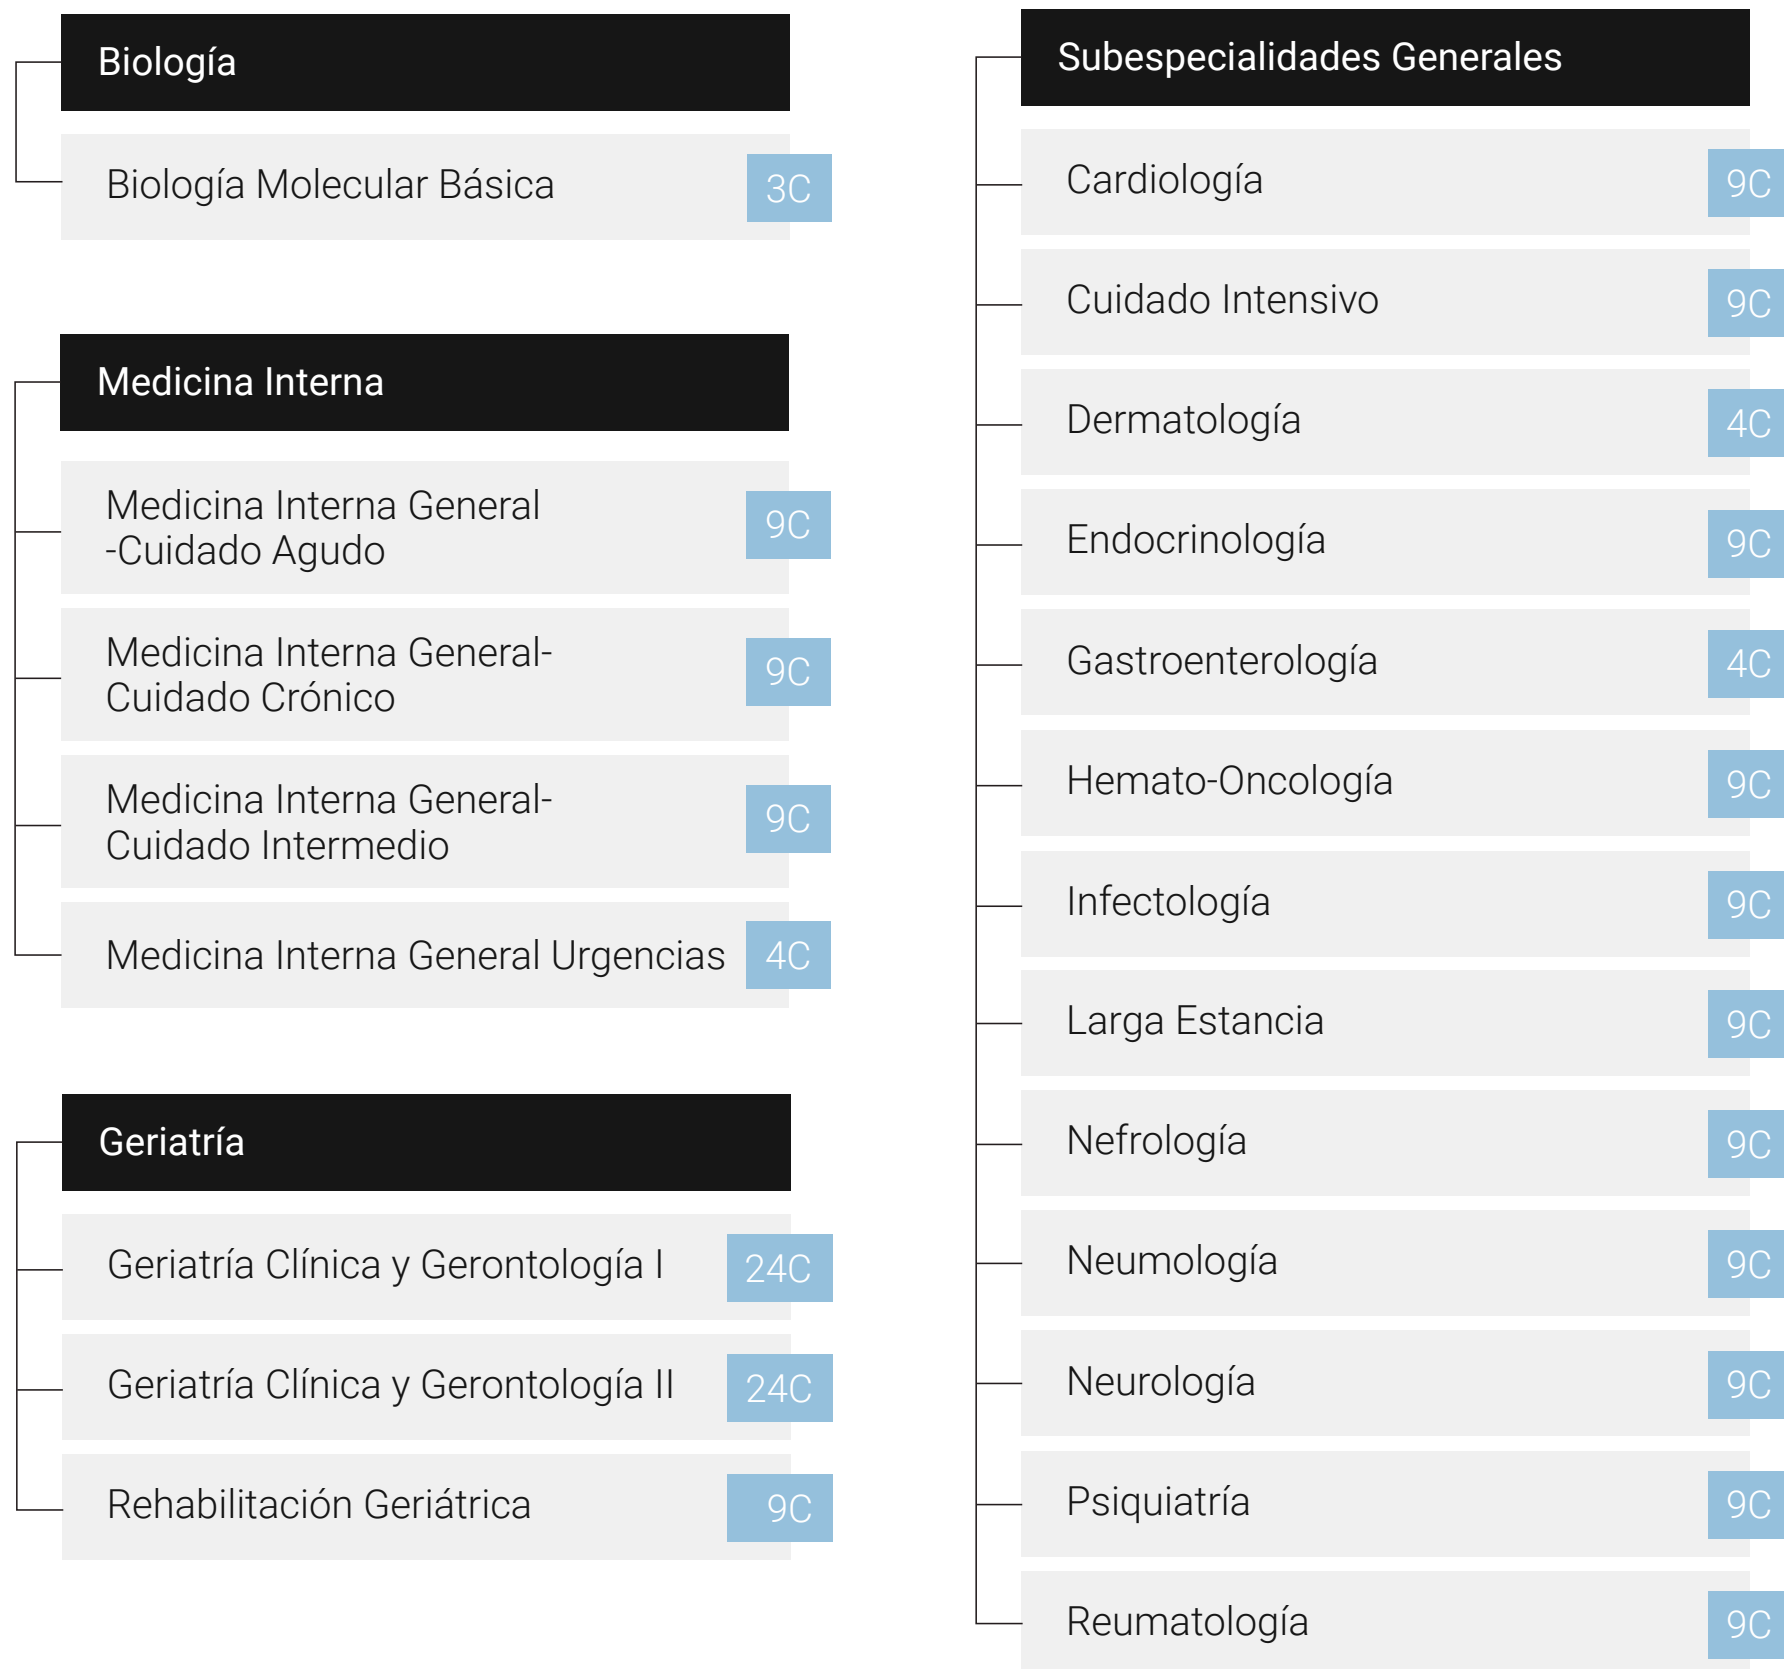 Biología
Biología Molecular Básica 3C
Medicina Interna
Medicina Interna General
-Cuidado Agudo
9C
Medicina Interna General-
Cuidado Crónico
9C
Medicina Interna General-
Cuidado Intermedio
9C
Medicina Interna General Urgencias 4C
Geriatría
Geriatría Clínica y Gerontología I 24C
Geriatría Clínica y Gerontología II 24C
Rehabilitación Geriátrica 9C
Subespecialidades Generales
Cardiología 9C
Cuidado Intensivo 9C
Dermatología 4C
Endocrinología 9C
Gastroenterología 4C
Hemato-Oncología 9C
Infectología 9C
Larga Estancia 9C
Nefrología 9C
Neumología 9C
Neurología 9C
Psiquiatría 9C
Reumatología 9C